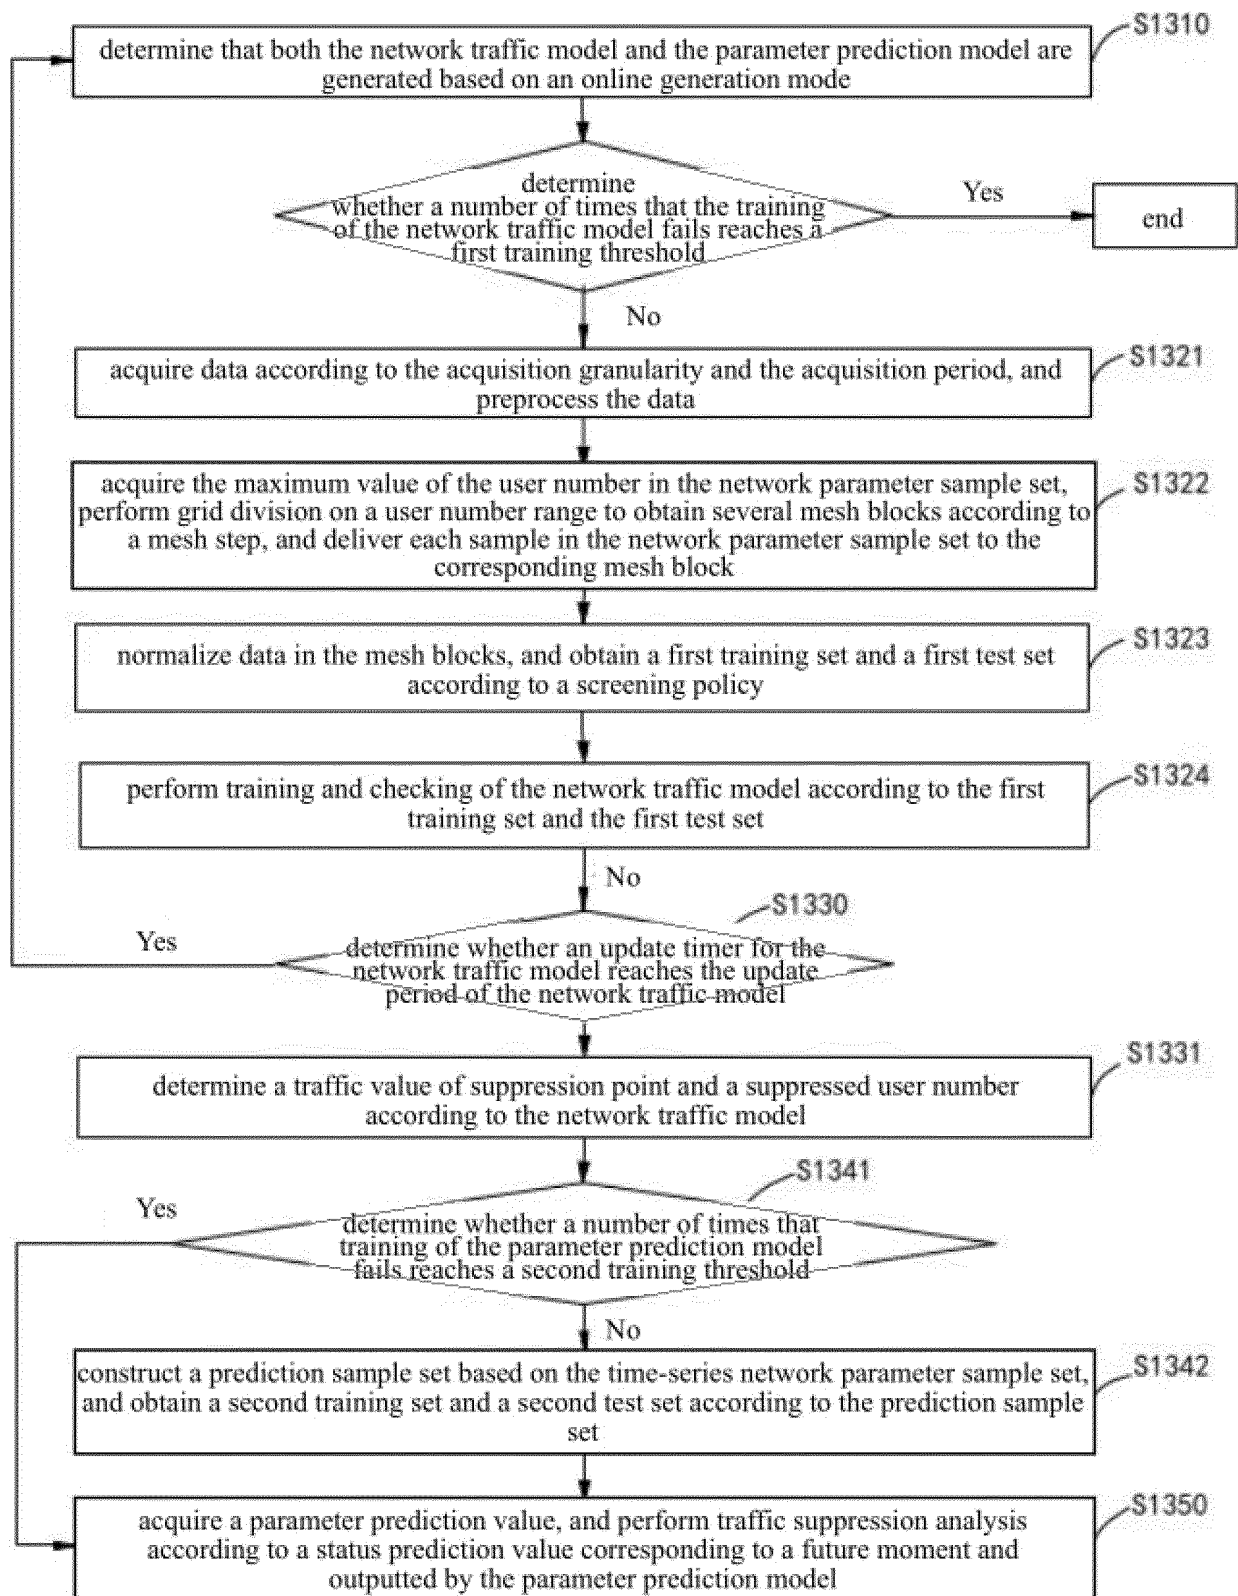 S1310
determine that both the network traffic model and the parameter prediction model are
generated based on an online generation mode
determine
whether a number of times that the training
of the network traffic model fails reaches a
first training threshold
Yes
end
No
S1321
acquire data according to the acquisition granularity and the acquisition period, and
preprocess the data
S1322
acquire the maximum value of the user number in the network parameter sample set,
perform grid division on a user number range to obtain several mesh blocks according to
a mesh step, and deliver each sample in the network parameter sample set to the
corresponding mesh block
S1323
normalize data in the mesh blocks, and obtain a first training set and a first test set
according to a screening policy
S1324
perform training and checking of the network traffic model according to the first
training set and the first test set
No
S1330
Yes
determine whether an update timer for the
network traffic model reaches the update
period of the network traffic model
S1331
determine a traffic value of suppression point and a suppressed user number
according to the network traffic model
S1341
Yes
determine whether a number of times that
training of the parameter prediction model
fails reaches a second training threshold
No
S1342
construct a prediction sample set based on the time-series network parameter sample set,
and obtain a second training set and a second test set according to the prediction sample
set
S1350
acquire a parameter prediction value, and perform traffic suppression analysis
according to a status prediction value corresponding to a future moment and
outputted by the parameter prediction model